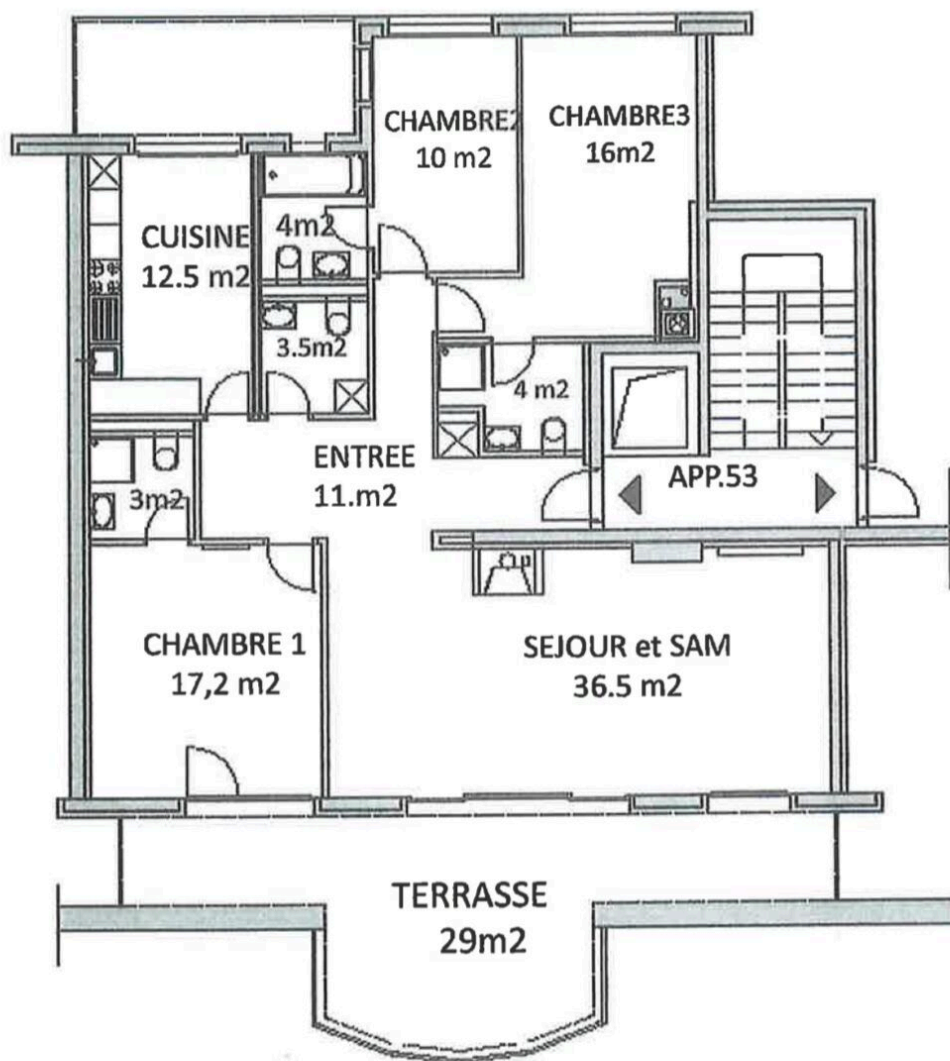 CHAMBRE2
10 m2
CHAMBRE3
16m2
CUISINE
12.5 m2
4m2
3.5m2
4 m2
ENTREE
11.m2
APP.53
3m2
CHAMBRE 1
17,2 m2
SEJOUR et SAM
36.5 m2
TERRASSE
29m2